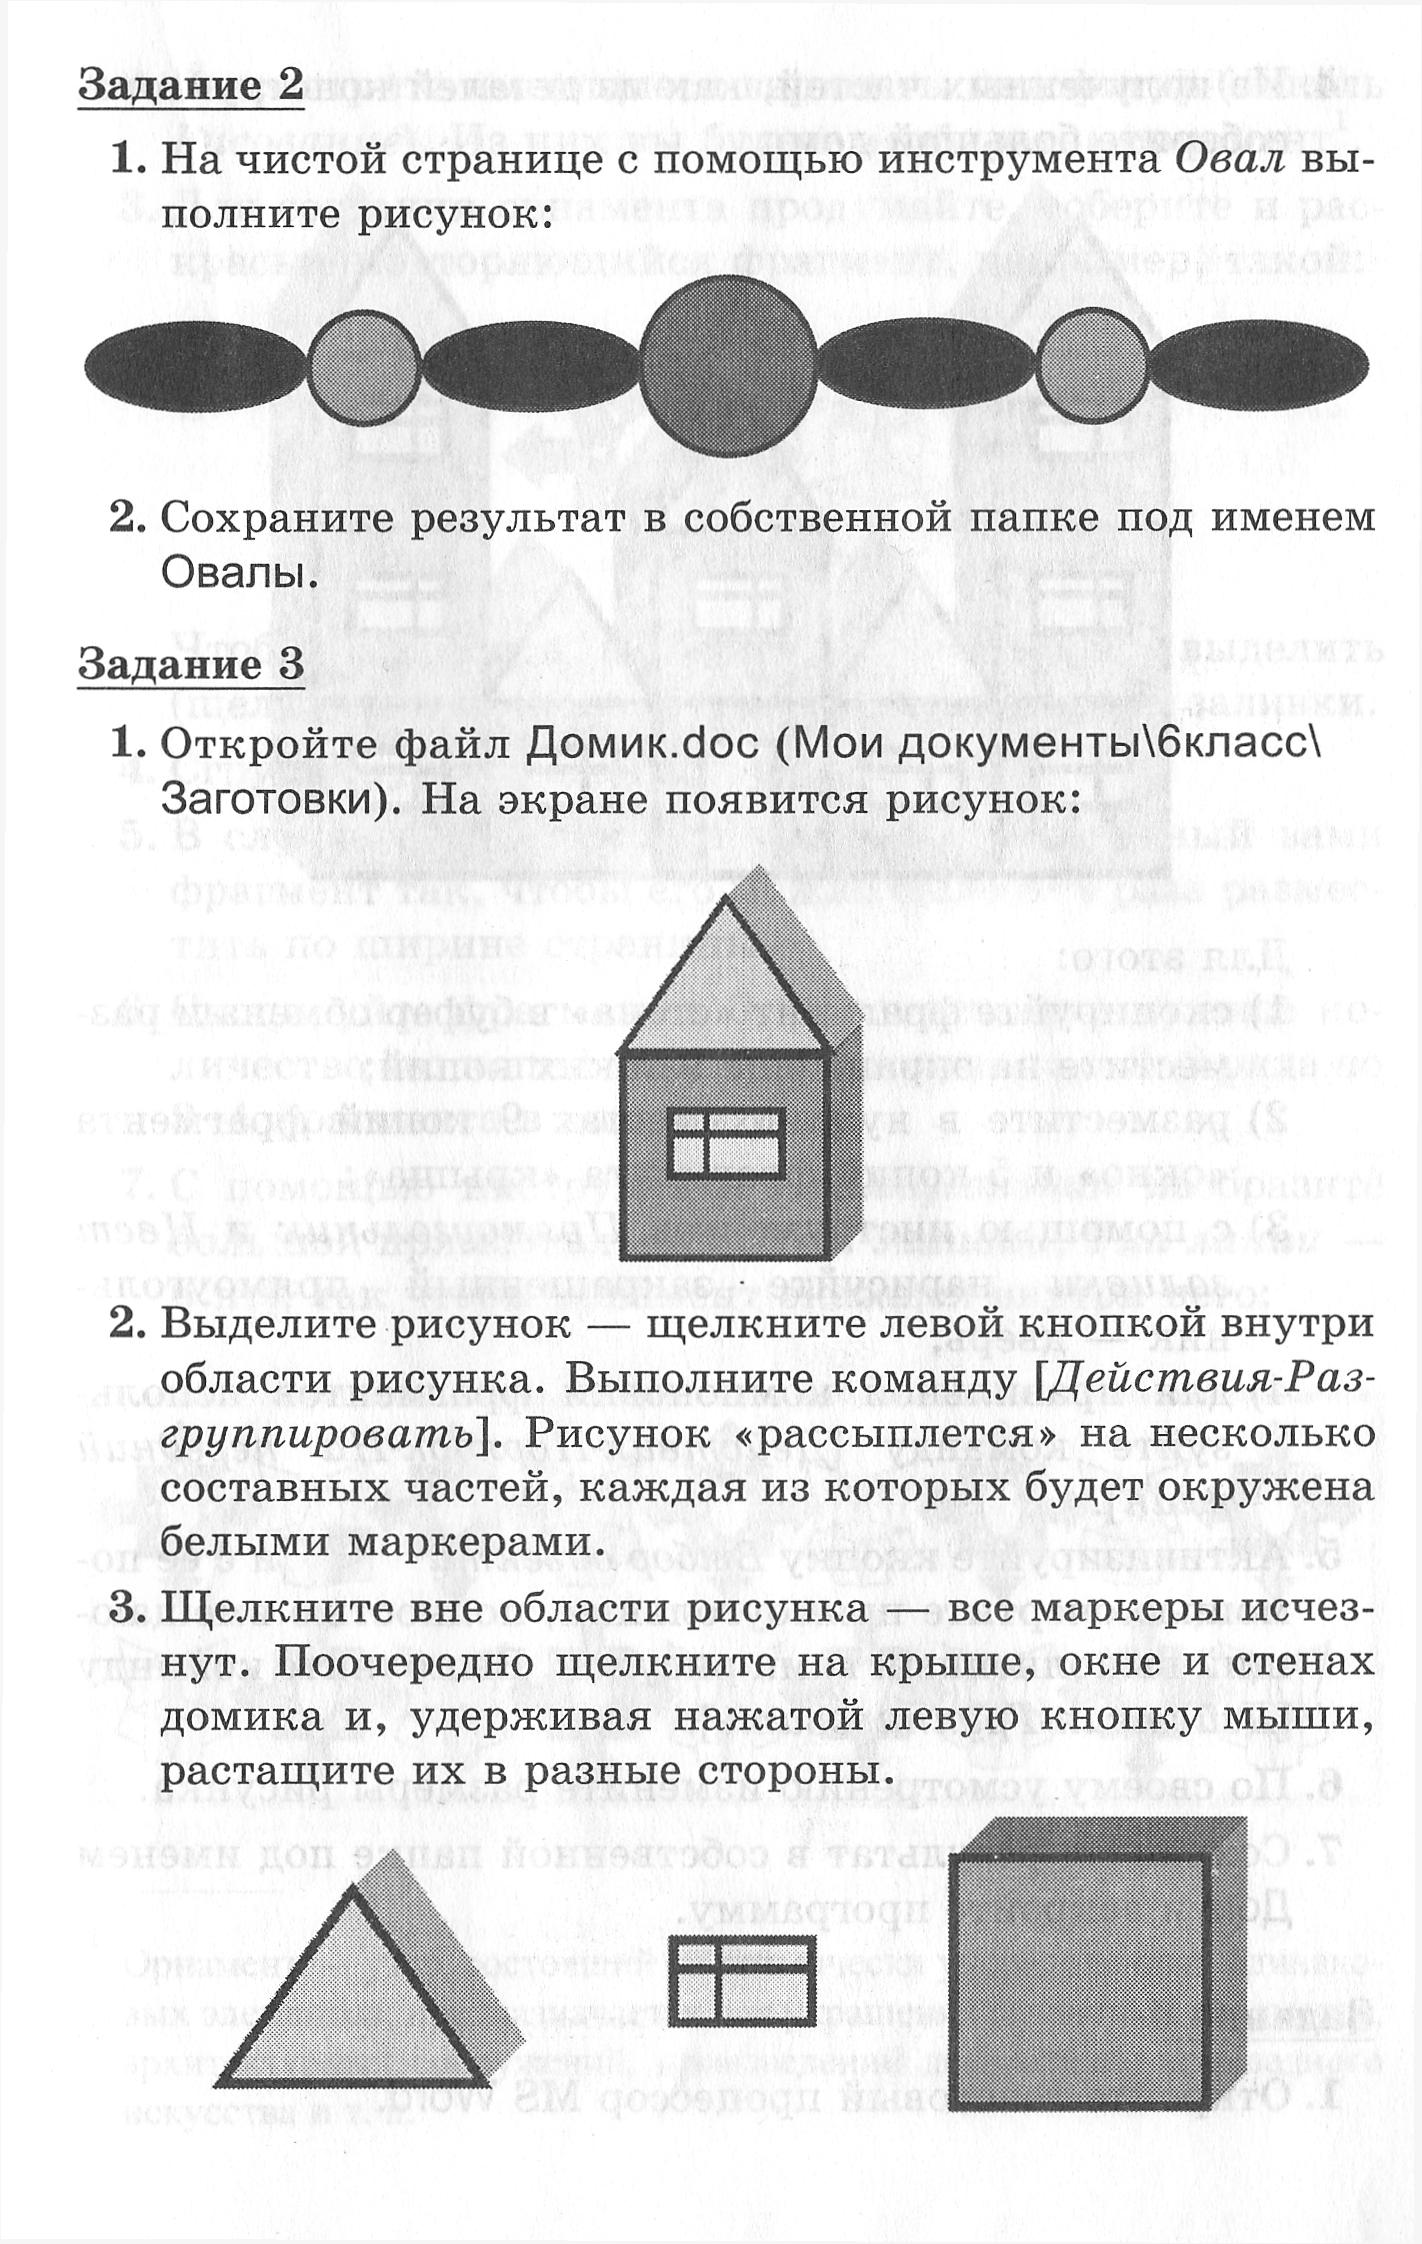 Задание 2
1. На чистой странице с помощью инструмента Овал вы-
полните рисунок:
2. Сохраните результат в собственной папке под именем
Овалы.
Задание 3
1. Откройте файл Домик.doc (Мои документы\6класс\
Заготовки). На экране появится рисунок:
2. Выделите рисунок — щелкните левой кнопкой внутри
области рисунка. Выполните команду [Действия-Раз-
группировать]. Рисунок «рассыплется» на несколько
составных частей, каждая из которых будет окружена
белыми маркерами.
3. Щелкните вне области рисунка — все маркеры исчез-
нут. Поочередно щелкните на крыше, окне и стенах
домика и, удерживая нажатой левую кнопку мыши,
растащите их в разные стороны.